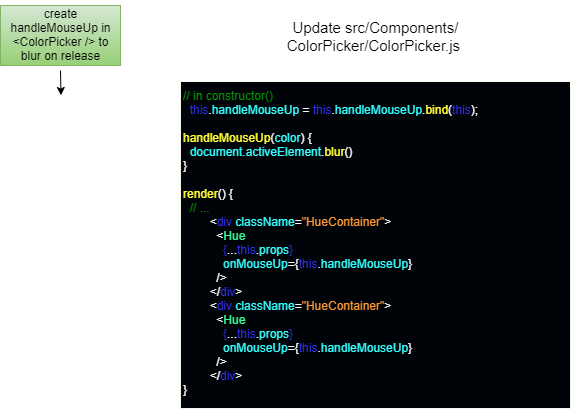 create
handleMouseUp in
<ColorPicker /> to
blur on release
Update src/Components/
ColorPicker/ColorPicker.js
// in constructor()
this.handleMouseUp = this.handleMouseUp.bind(this);
handleMouseUp(color) {
document.activeElement.blur()
}
render() {
// ...
<div className="HueContainer">
<Hue
{...this.props}
onMouseUp={this.handleMouseUp}
/>
</div>
<div className="HueContainer">
<Hue
{...this.props}
onMouseUp={this.handleMouseUp}
/>
</div>
}